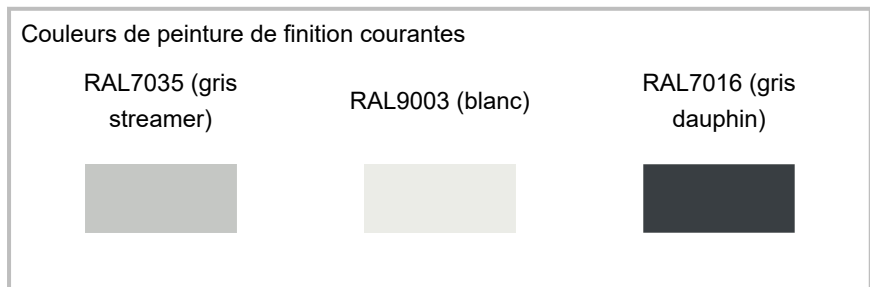 Couleurs de peinture de finition courantes
RAL7035 (gris
streamer)
RAL9003 (blanc)
RAL7016 (gris
dauphin)